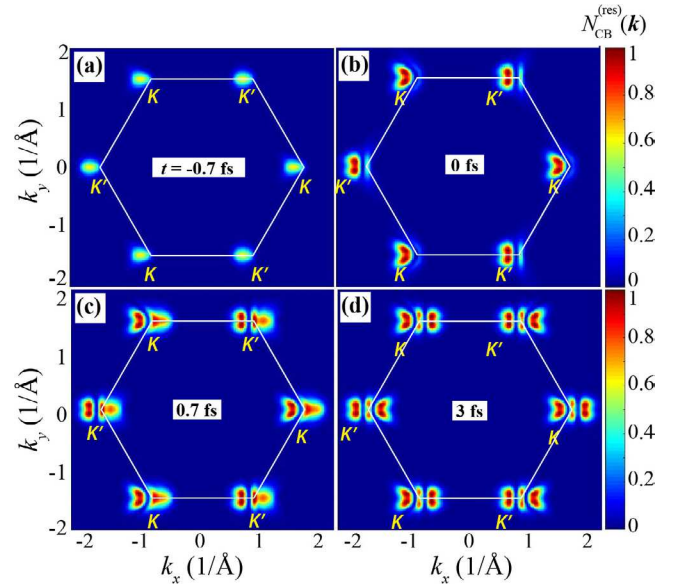 N_CB^(res)(k)
(a)
(b)
2
1
0
-1
-2
k_y (1/Å)
K
K'
K'
K
K
K'
t = -0.7 fs
K
K'
K'
K
K
K'
0 fs
1
0.8
0.6
0.4
0.2
0
(c)
(d)
2
1
0
-1
-2
k_y (1/Å)
K
K'
K'
K
K
K'
0.7 fs
K
K'
K'
K
K
K'
3 fs
1
0.8
0.6
0.4
0.2
0
-2 -1 0 1 2
-2 -1 0 1 2
k_x (1/Å)
k_x (1/Å)